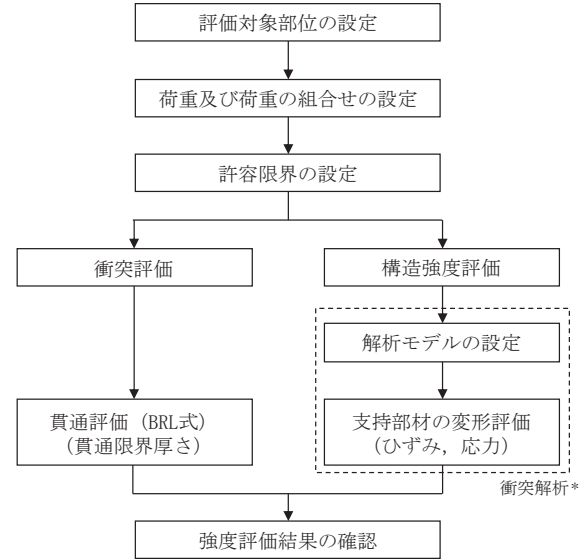 評価対象部位の設定
荷重及び荷重の組合せの設定
許容限界の設定
衝突評価
構造強度評価
解析モデルの設定
貫通評価（BRL式）
（貫通限界厚さ）
支持部材の変形評価
（ひずみ，応力）
衝突解析*
強度評価結果の確認